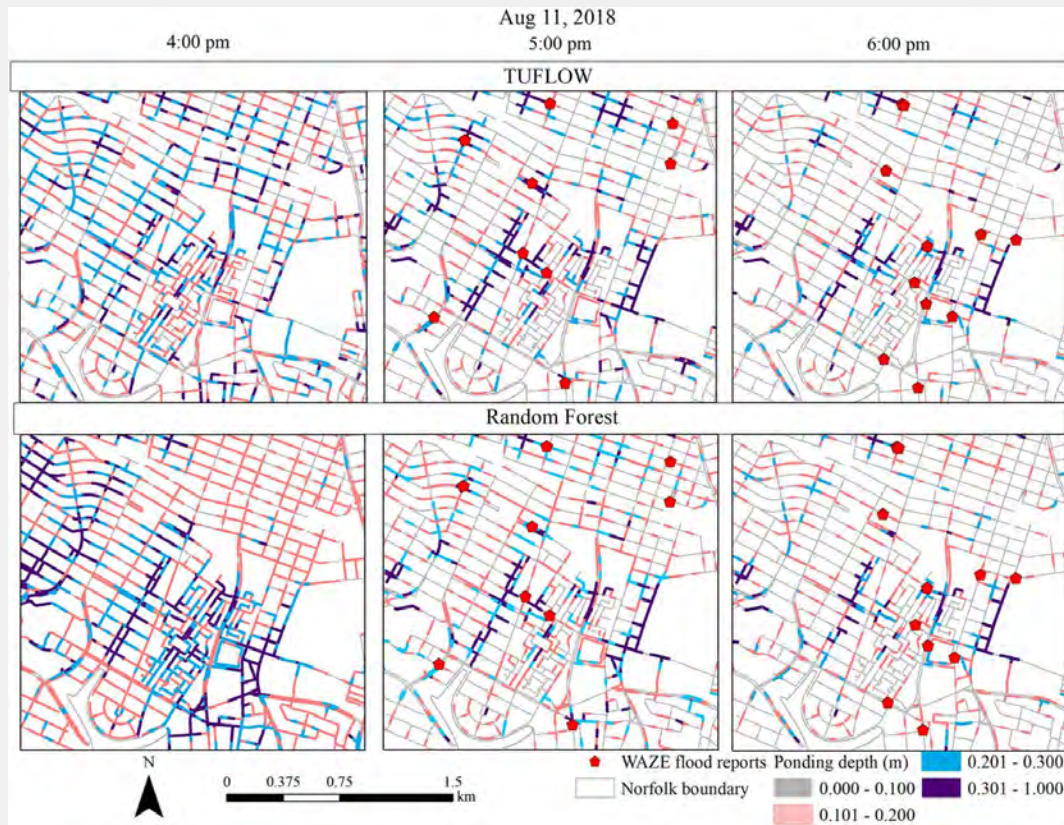 Aug 11, 2018
4:00 pm 5:00 pm 6:00 pm
TUFLOW
Random Forest
N
0 0.375 0.75 1.5
km
WAZE flood reports
Norfolk boundary
Ponding depth (m)
0.000 - 0.100
0.101 - 0.200
0.201 - 0.300
0.301 - 1.000